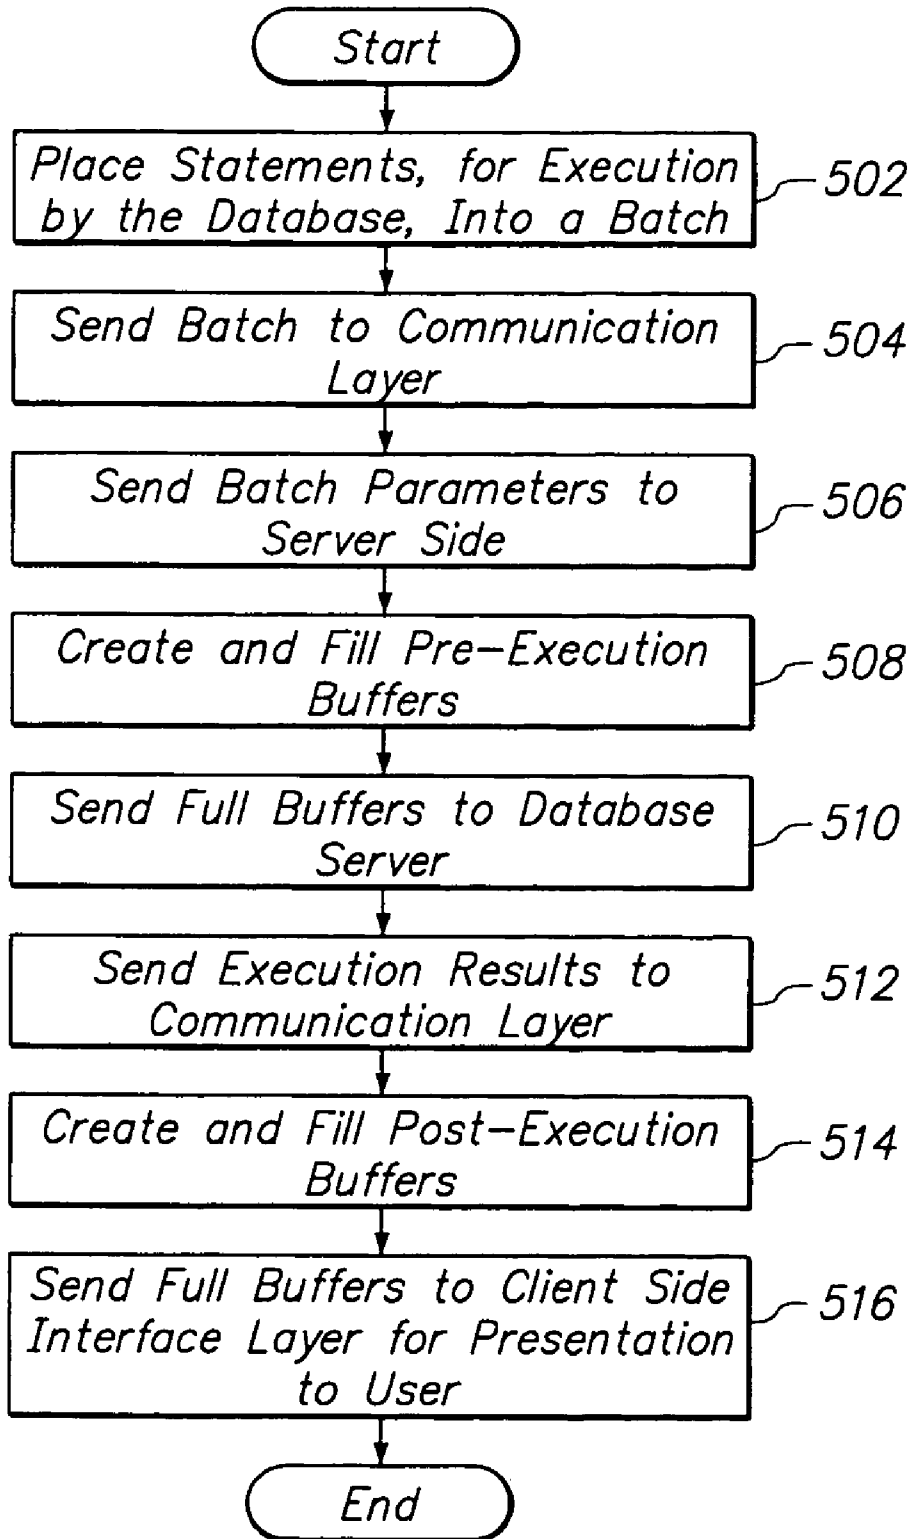 Start
Place Statements, for Execution
by the Database, Into a Batch
502
Send Batch to Communication
Layer
504
Send Batch Parameters to
Server Side
506
Create and Fill Pre-Execution
Buffers
508
Send Full Buffers to Database
Server
510
Send Execution Results to
Communication Layer
512
Create and Fill Post-Execution
Buffers
514
Send Full Buffers to Client Side
Interface Layer for Presentation
to User
516
End